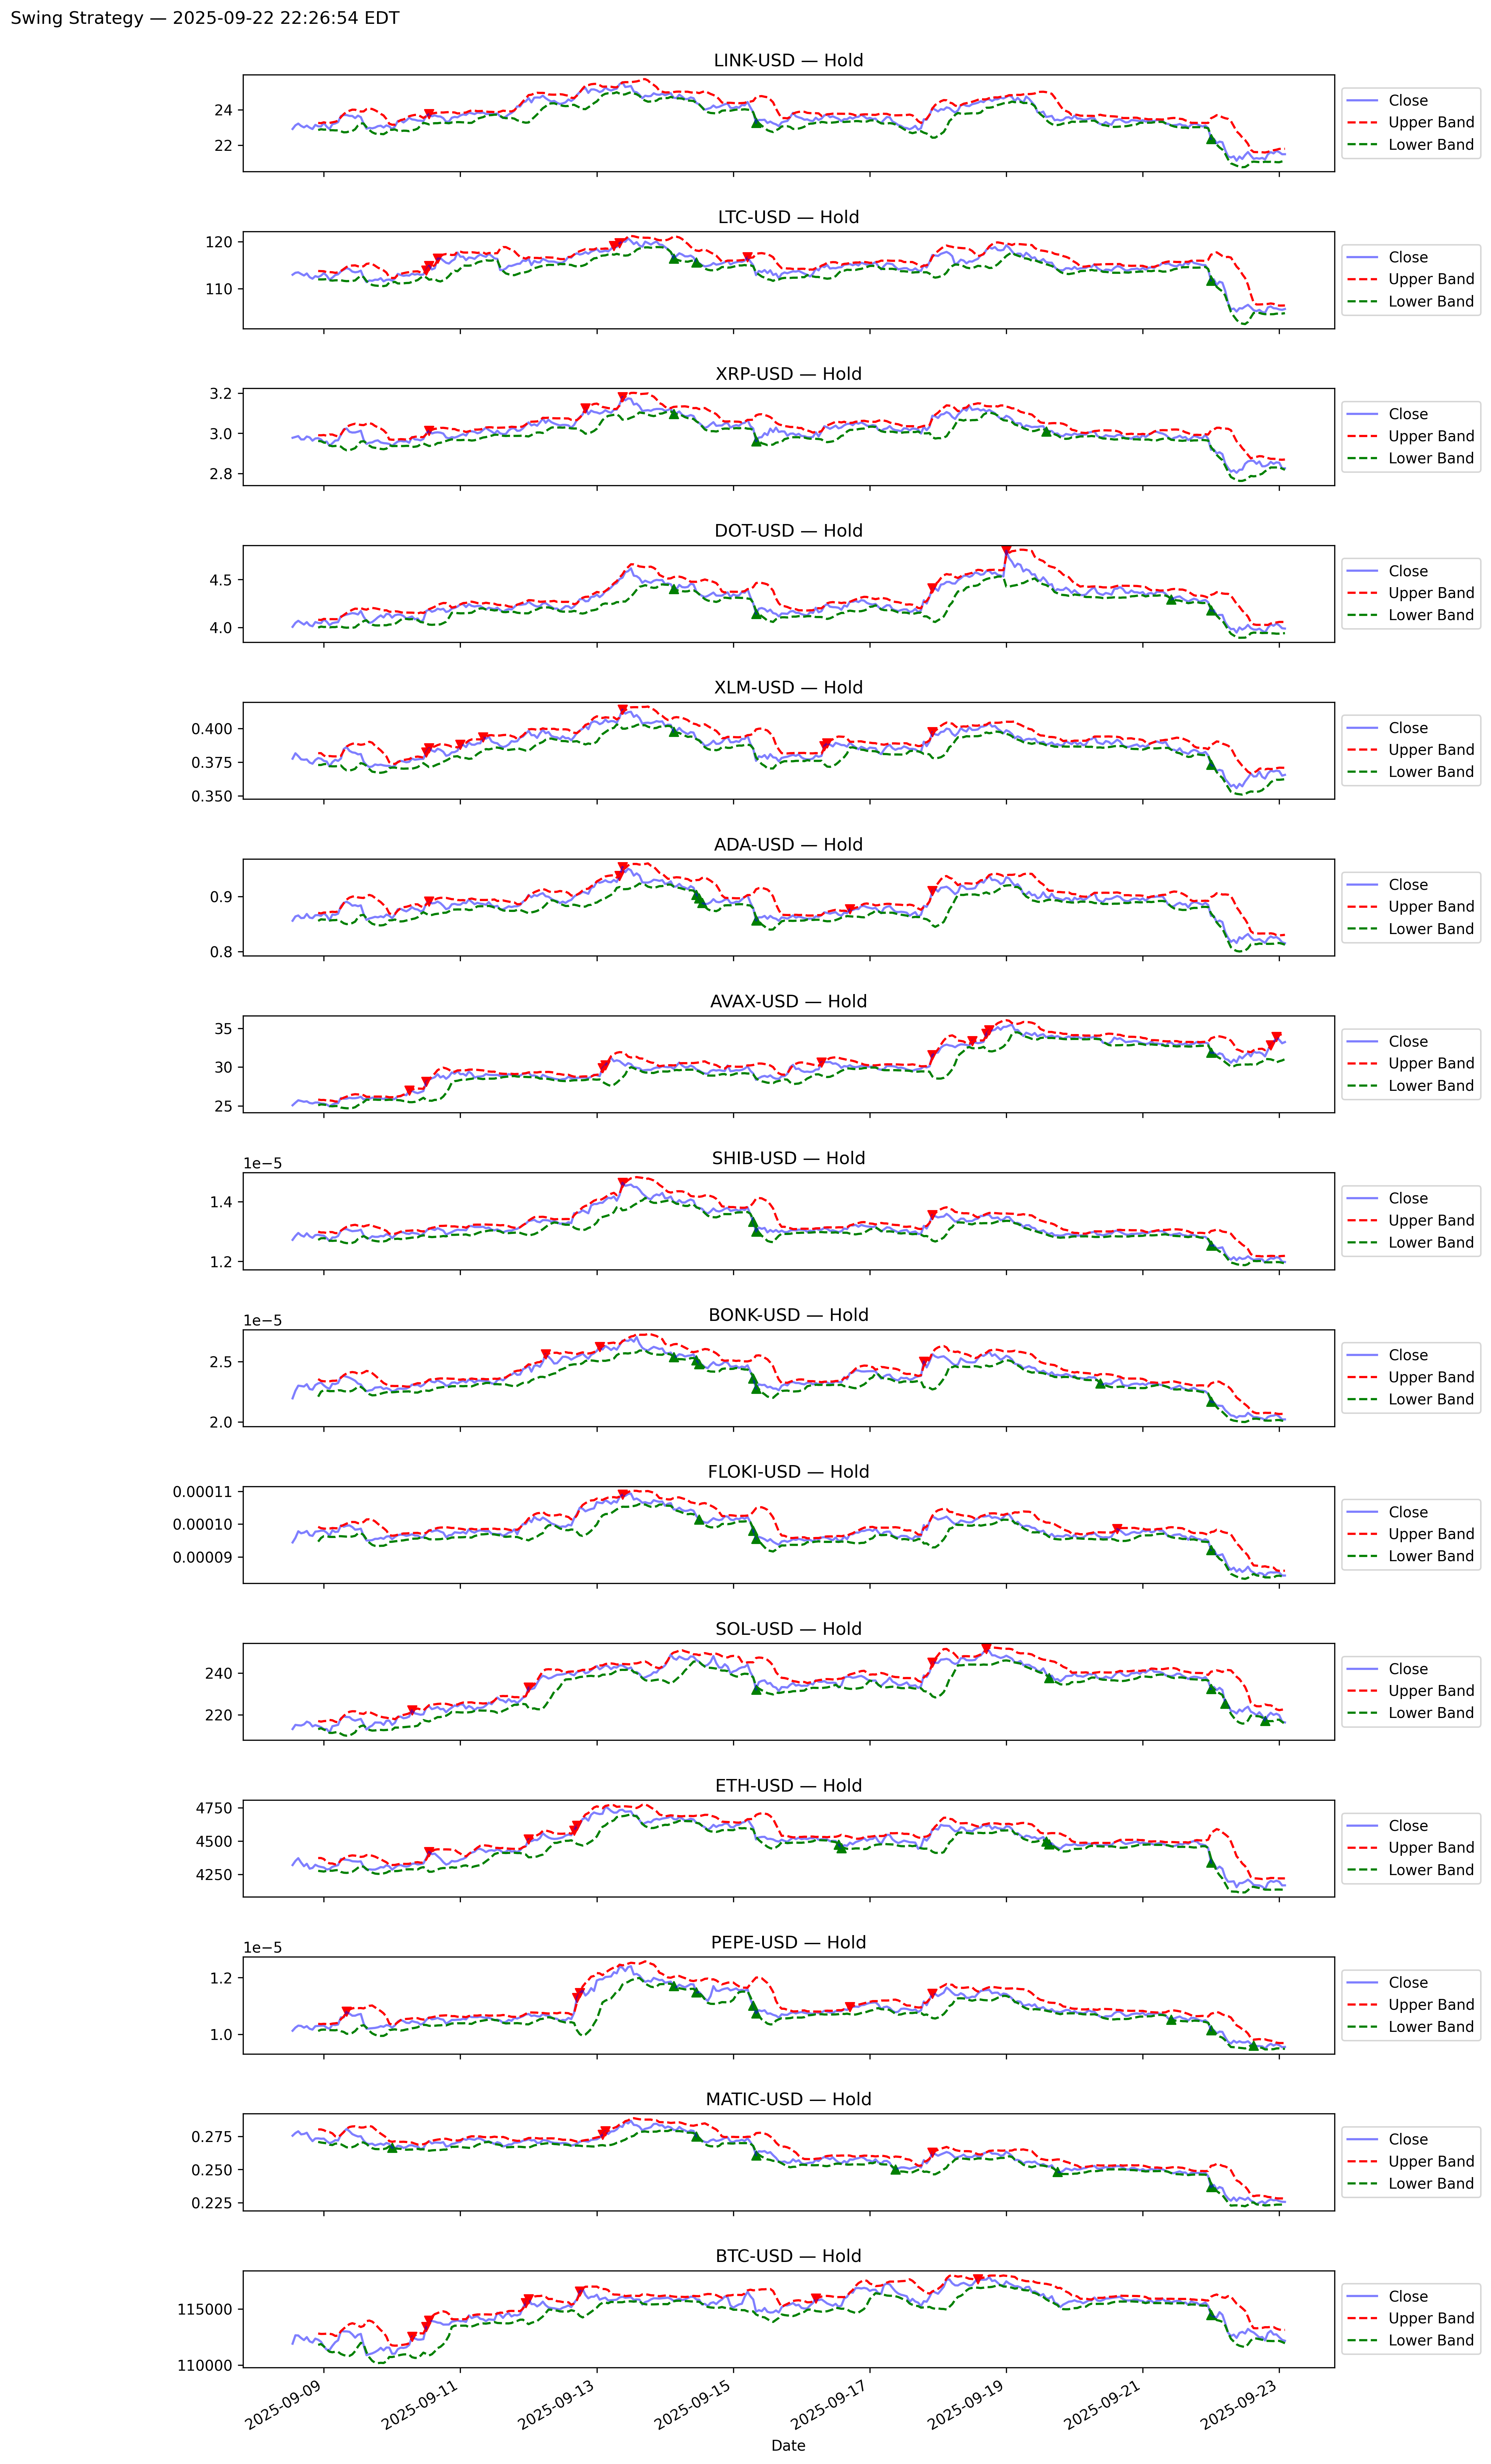 Swing Strategy — 2025-09-22 22:26:54 EDT
LINK-USD — Hold
24
22
Close
Upper Band
Lower Band
LTC-USD — Hold
120
110
Close
Upper Band
Lower Band
XRP-USD — Hold
3.2
3.0
2.8
Close
Upper Band
Lower Band
DOT-USD — Hold
4.5
4.0
Close
Upper Band
Lower Band
XLM-USD — Hold
0.400
0.375
0.350
Close
Upper Band
Lower Band
ADA-USD — Hold
0.9
0.8
Close
Upper Band
Lower Band
AVAX-USD — Hold
35
30
25
Close
Upper Band
Lower Band
SHIB-USD — Hold
1e−5
1.4
1.2
Close
Upper Band
Lower Band
BONK-USD — Hold
1e−5
2.5
2.0
Close
Upper Band
Lower Band
FLOKI-USD — Hold
0.00011
0.00010
0.00009
Close
Upper Band
Lower Band
SOL-USD — Hold
240
220
Close
Upper Band
Lower Band
ETH-USD — Hold
4750
4500
4250
Close
Upper Band
Lower Band
PEPE-USD — Hold
1e−5
1.2
1.0
Close
Upper Band
Lower Band
MATIC-USD — Hold
0.275
0.250
0.225
Close
Upper Band
Lower Band
BTC-USD — Hold
115000
110000
Close
Upper Band
Lower Band
2025-09-09
2025-09-11
2025-09-13
2025-09-15
2025-09-17
2025-09-19
2025-09-21
2025-09-23
Date